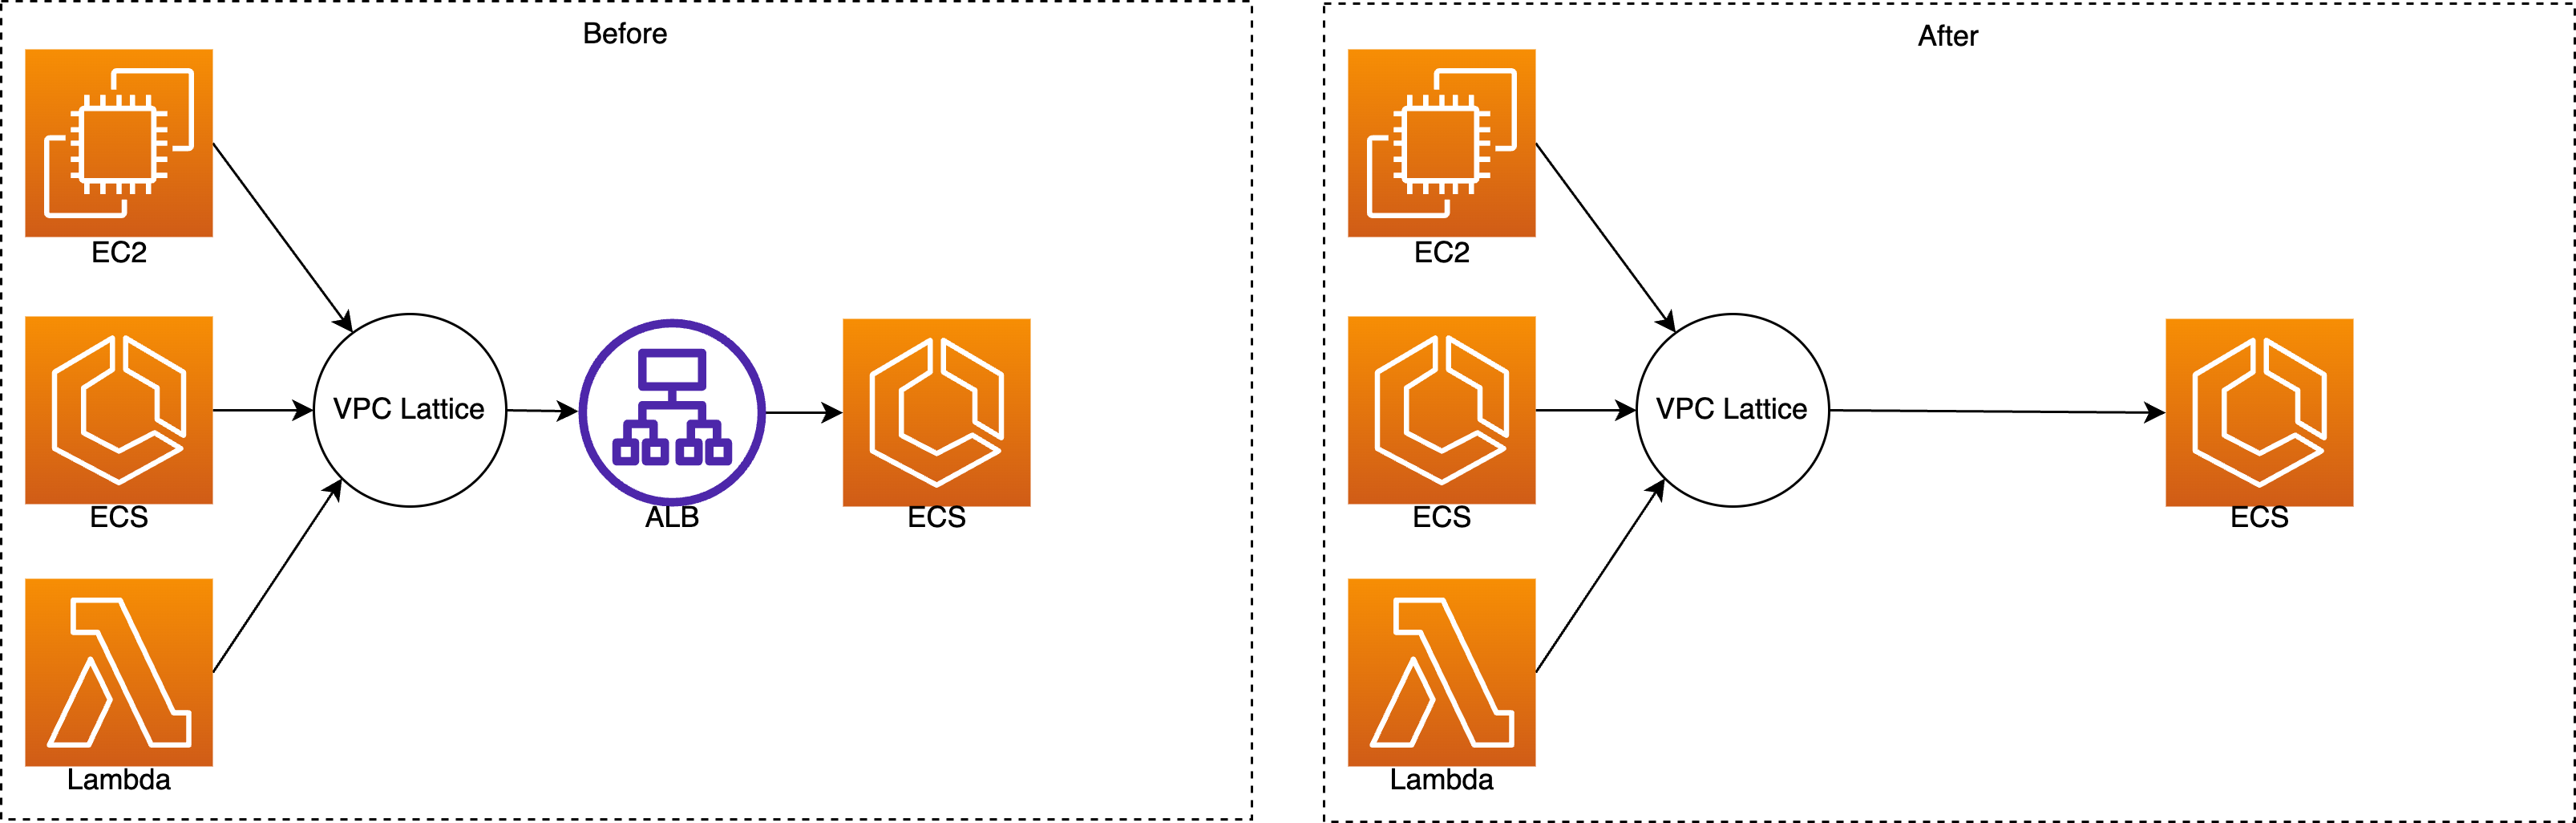 Before
EC2
ECS
Lambda
VPC Lattice
ALB
ECS
After
EC2
ECS
Lambda
VPC Lattice
ECS